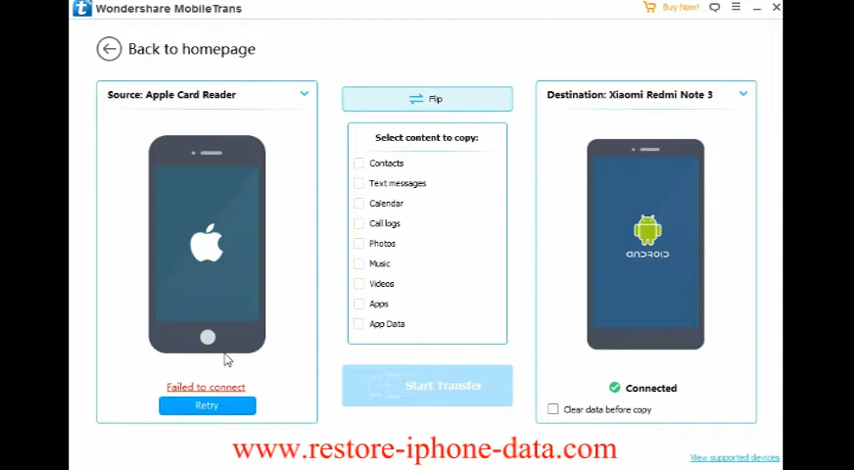 Wondershare MobileTrans
Buy Now!
Back to homepage
Source: Apple Card Reader
Flip
Select content to copy:
Contacts
Text messages
Calendar
Call logs
Photos
Music
Videos
Apps
App Data
Start Transfer
Failed to connect
Retry
Destination: Xiaomi Redmi Note 3
ANDROID
Connected
Clear data before copy
www.restore-iphone-data.com
View supported devices